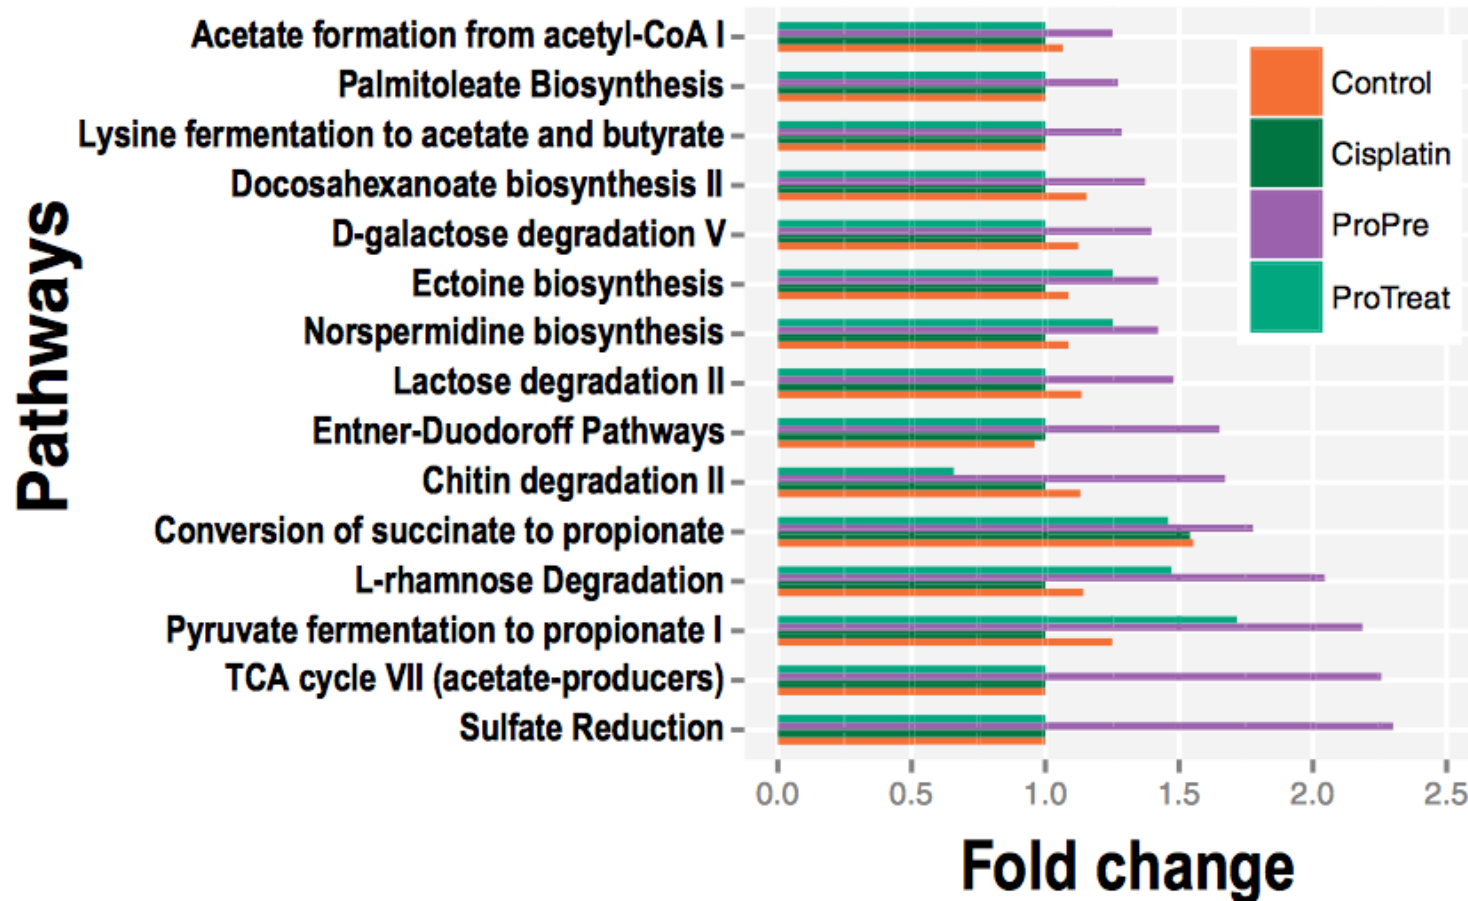 Pathways
Acetate formation from acetyl-CoA I
Palmitoleate Biosynthesis
Lysine fermentation to acetate and butyrate
Docosahexanoate biosynthesis II
D-galactose degradation V
Ectoine biosynthesis
Norspermidine biosynthesis
Lactose degradation II
Entner-Duodoroff Pathways
Chitin degradation II
Conversion of succinate to propionate
L-rhamnose Degradation
Pyruvate fermentation to propionate I
TCA cycle VII (acetate-producers)
Sulfate Reduction
Control
Cisplatin
ProPre
ProTreat
0.0 0.5 1.0 1.5 2.0 2.5
Fold change